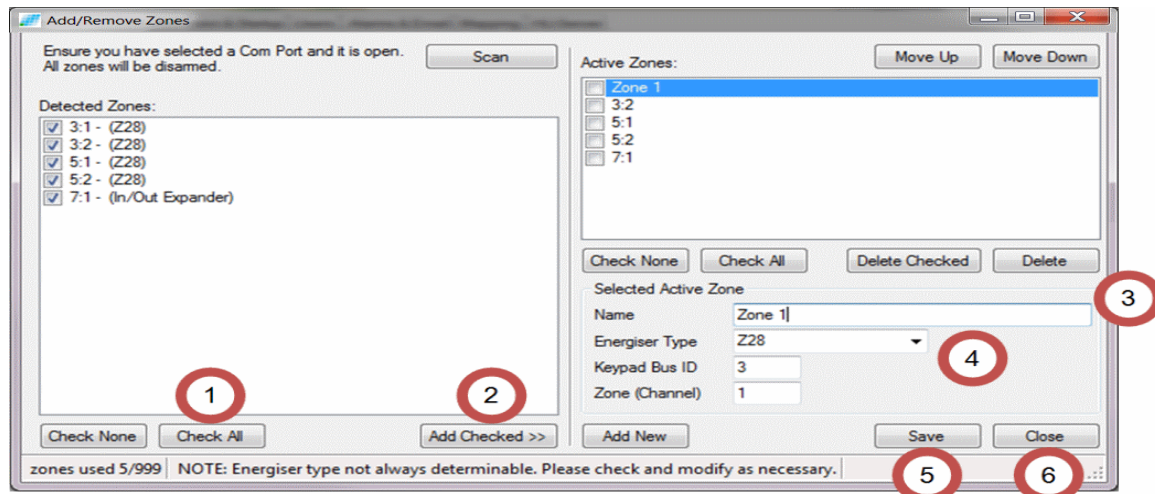 Add/Remove Zones
Ensure you have selected a Com Port and it is open.
All zones will be disarmed.
Scan
Detected Zones:
3:1 - (Z28)
3:2 - (Z28)
5:1 - (Z28)
5:2 - (Z28)
7:1 - (In/Out Expander)
1
2
Check None
Check All
Add Checked >>
Active Zones:
Move Up
Move Down
Zone 1
3:2
5:1
5:2
7:1
Check None
Check All
Delete Checked
Delete
Selected Active Zone
3
Name
Zone 1
Energiser Type
Z28
4
Keypad Bus ID
3
Zone (Channel)
1
Add New
Save
Close
5
6
zones used 5/999
NOTE: Energiser type not always determinable. Please check and modify as necessary.